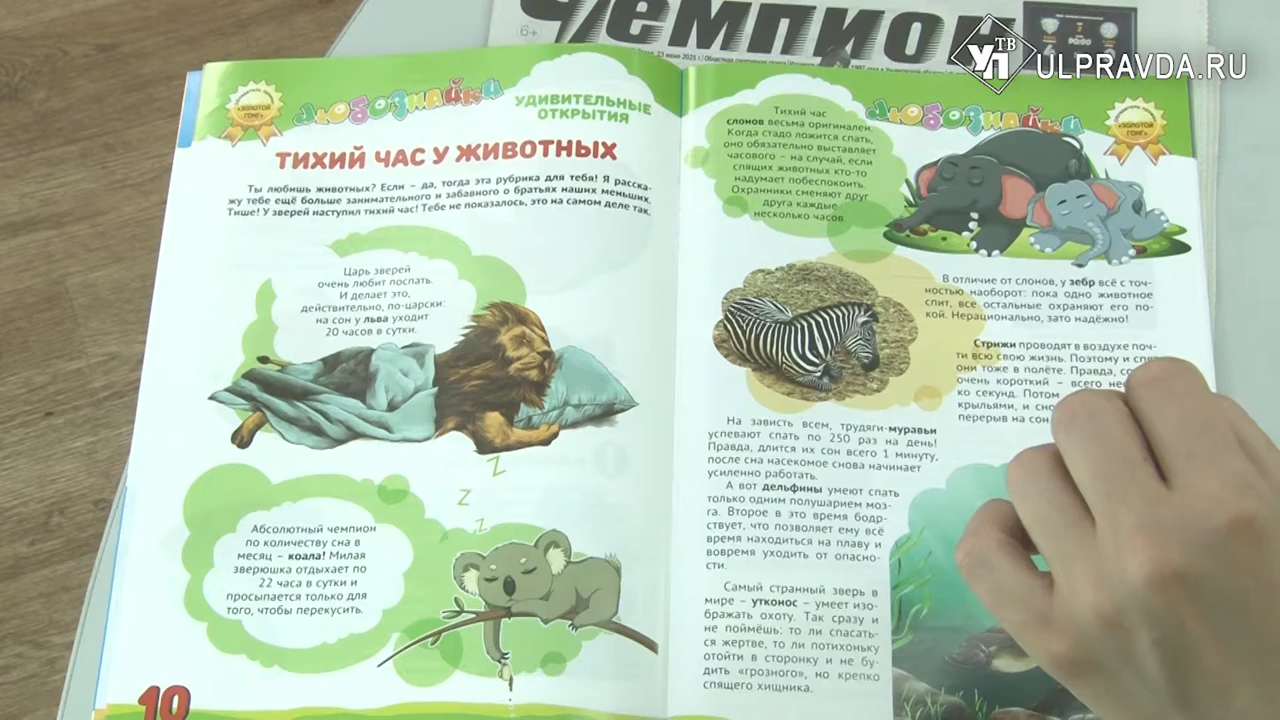 Чемпион
6+
УП ТВ
ULPRAVDA.RU
Любознайки
«ЗОЛОТОЙ
ГОНГ»
УДИВИТЕЛЬНЫЕ
ОТКРЫТИЯ
ТИХИЙ ЧАС У ЖИВОТНЫХ
Ты любишь животных? Если – да, тогда эта рубрика для тебя! Я расска-
жу тебе ещё больше занимательного и забавного о братьях наших меньших.
Тише! У зверей наступил тихий час! Тебе не показалось, это на самом деле так.
Царь зверей
очень любит поспать.
И делает это,
действительно, по-царски:
на сон у льва уходит
20 часов в сутки.
Z
Z
Z
Абсолютный чемпион
по количеству сна в
месяц – коала! Милая
зверюшка отдыхает по
22 часа в сутки и
просыпается только для
того, чтобы перекусить.
10
Любознайки
«ЗОЛОТОЙ
ГОНГ»
Тихий час
слонов весьма оригинален.
Когда стадо ложится спать,
оно обязательно выставляет
часового – на случай, если
спящих животных кто-то
надумает побеспокоить.
Охранники сменяют друг
друга каждые
несколько часов.
В отличие от слонов, у зебр всё с точ-
ностью наоборот: пока одно животное
спит, все остальные охраняют его по-
кой. Нерационально, зато надёжно!
Стрижи проводят в воздухе поч-
ти всю свою жизнь. Поэтому и
они тоже в полёте. Правда,
очень короткий – всего
ко секунд. Потом
крыльями, и
перерыв на сон
На зависть всем, трудяги-муравьи
успевают спать по 250 раз на день!
Правда, длится их сон всего 1 минуту,
после сна насекомое снова начинает
усиленно работать.
А вот дельфины умеют спать
только одним полушарием моз-
га. Второе в это время бодр-
ствует, что позволяет ему всё
время находиться на плаву и
вовремя уходить от опасно-
сти.
Самый странный зверь в
мире – утконос – умеет изо-
бражать охоту. Так сразу и
не поймёшь: то ли спасать-
ся жертве, то ли потихоньку
отойти в сторонку и не бу-
дить «грозного», но крепко
спящего хищника.